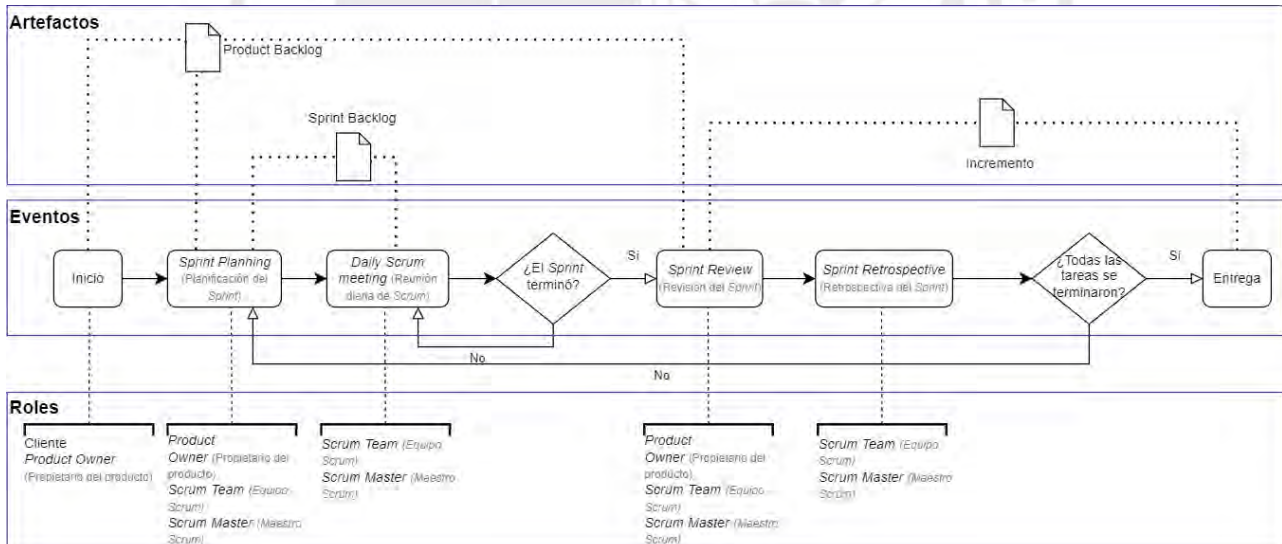 Artefactos
Product Backlog
Sprint Backlog
Incremento
Eventos
Inicio
Sprint Planning
(Planificación del
Sprint)
Daily Scrum
meeting (Reunión
diaria de Scrum)
¿El Sprint
terminó?
Si
Sprint Review
(Revisión del Sprint)
Sprint Retrospective
(Retrospectiva del Sprint)
¿Todas las
tareas se
terminaron?
Si
Entrega
No
No
Roles
Cliente
Product Owner
(Propietario del producto)
Product
Owner (Propietario del
producto)
Scrum Team (Equipo
Scrum)
Scrum Master (Maestro
Scrum)
Scrum Team (Equipo
Scrum)
Scrum Master (Maestro
Scrum)
Product
Owner (Propietario del
producto)
Scrum Team (Equipo
Scrum)
Scrum Master (Maestro
Scrum)
Scrum Team (Equipo
Scrum)
Scrum Master (Maestro
Scrum)